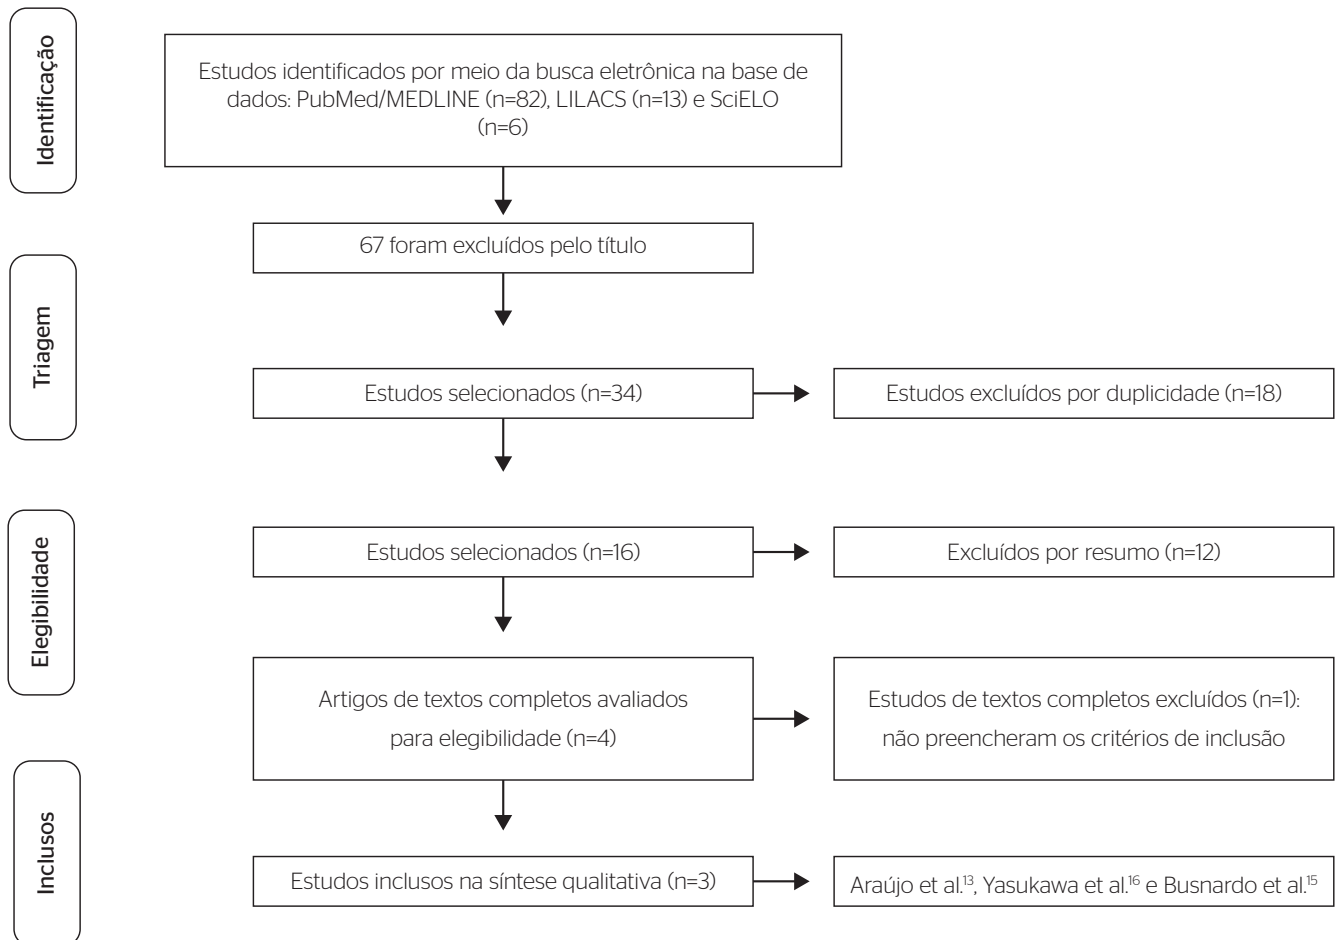 Identificação
Estudos identificados por meio da busca eletrônica na base de
dados: PubMed/MEDLINE (n=82), LILACS (n=13) e SciELO
(n=6)
67 foram excluídos pelo título
Triagem
Estudos selecionados (n=34)
Estudos excluídos por duplicidade (n=18)
Elegibilidade
Estudos selecionados (n=16)
Excluídos por resumo (n=12)
Artigos de textos completos avaliados
para elegibilidade (n=4)
Estudos de textos completos excluídos (n=1):
não preencheram os critérios de inclusão
Inclusos
Estudos inclusos na síntese qualitativa (n=3)
Araújo et al.¹³, Yasukawa et al.¹⁶ e Busnardo et al.¹⁵